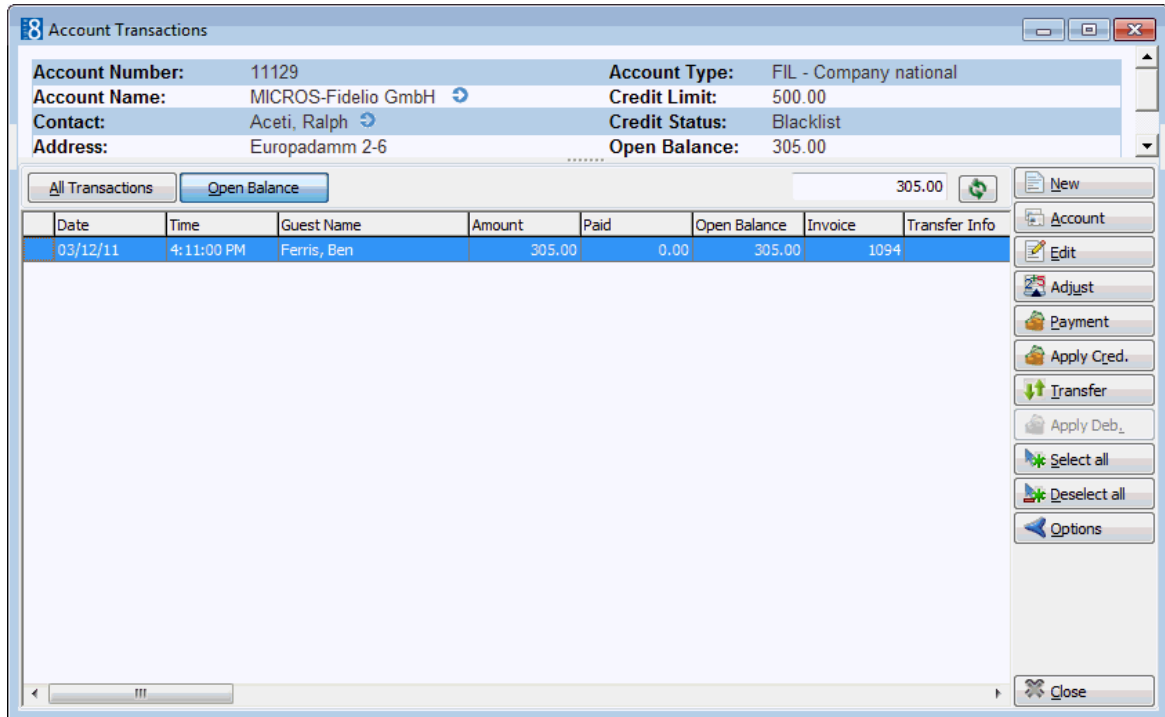 8 Account Transactions
Account Number: 11129 Account Type: FIL - Company national
Account Name: MICROS-Fidelio GmbH Credit Limit: 500.00
Contact: Aceti, Ralph Credit Status: Blacklist
Address: Europadamm 2-6 Open Balance: 305.00
All Transactions Open Balance 305.00
Date Time Guest Name Amount Paid Open Balance Invoice Transfer Info
03/12/11 4:11:00 PM Ferris, Ben 305.00 0.00 305.00 1094
New
Account
Edit
Adjust
Payment
Apply Cred.
Transfer
Apply Deb.
Select all
Deselect all
Options
Close